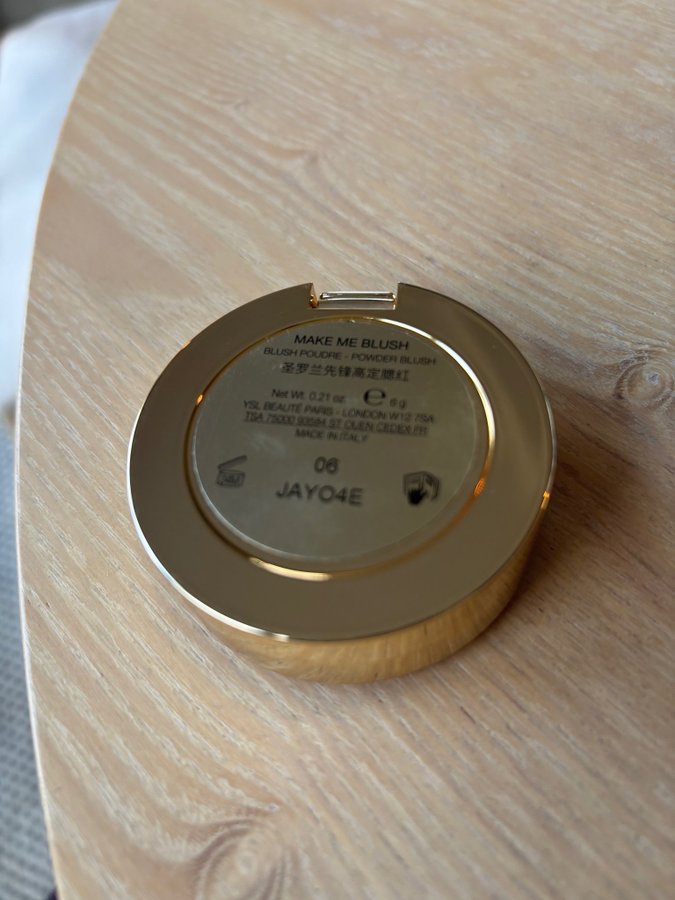 MAKE ME BLUSH
BLUSH POUDRE - POWDER BLUSH
圣罗兰先锋高定腮红
Net Wt. 0.21 oz. ℮ 6 g
YSL BEAUTÉ PARIS - LONDON W12 7SA
TSA 75000 93584 ST OUEN CEDEX FR
MADE IN ITALY
06
24M
JAYO4E